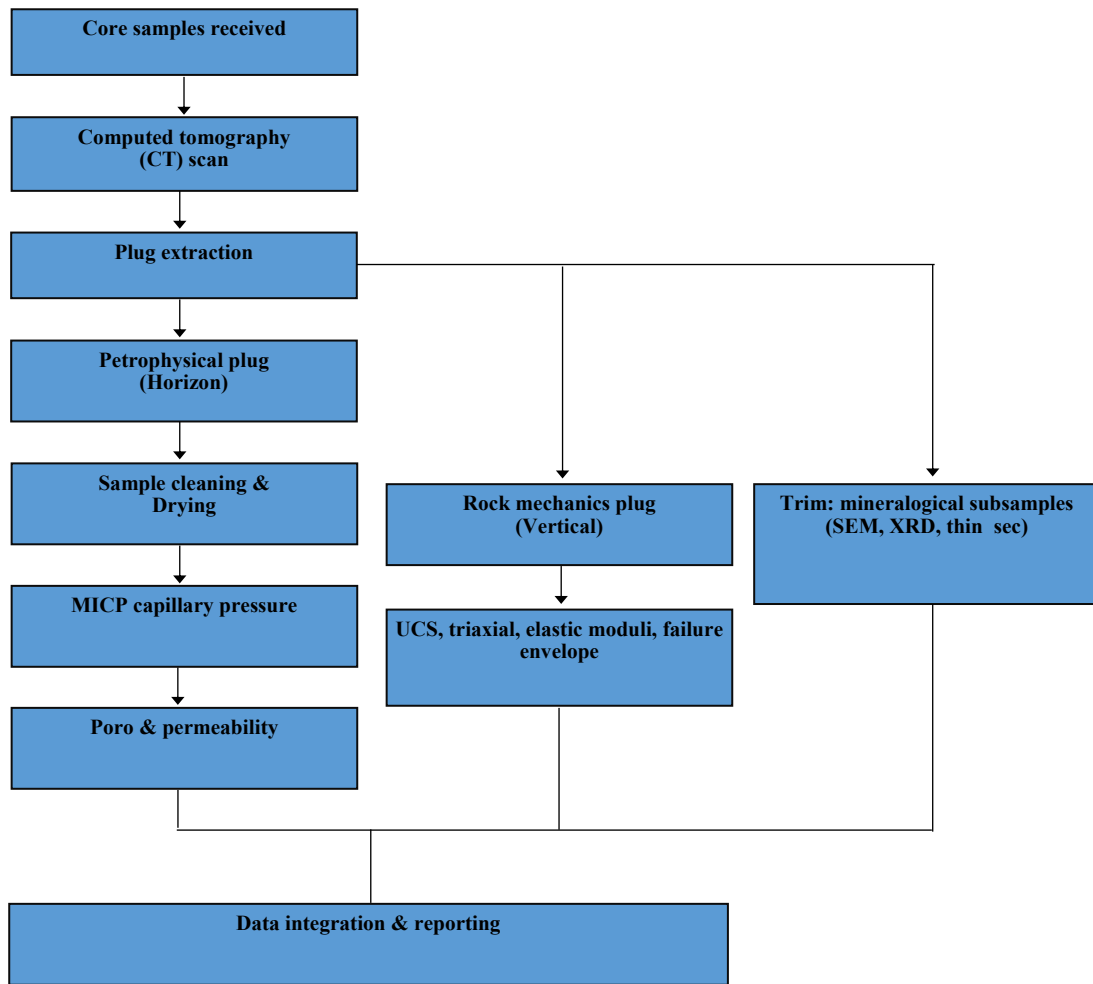 Core samples received
Computed tomography
(CT) scan
Plug extraction
Petrophysical plug
(Horizon)
Sample cleaning &
Drying
MICP capillary pressure
Poro & permeability
Rock mechanics plug
(Vertical)
UCS, triaxial, elastic moduli, failure
envelope
Trim: mineralogical subsamples
(SEM, XRD, thin sec)
Data integration & reporting